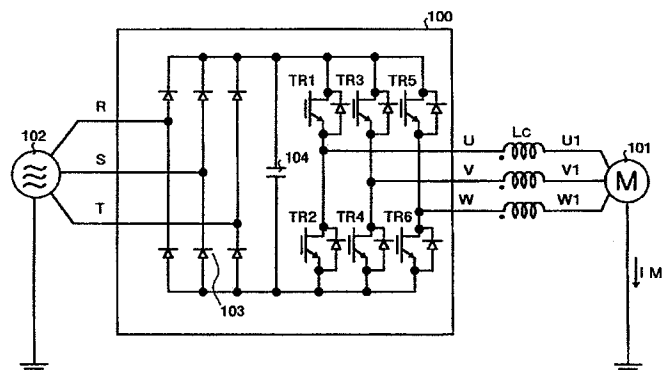 100
TR1 TR3 TR5
R
102
104
U Lc U1 101
S
V V1 M
T
W W1
TR2 TR4 TR6
103
I M